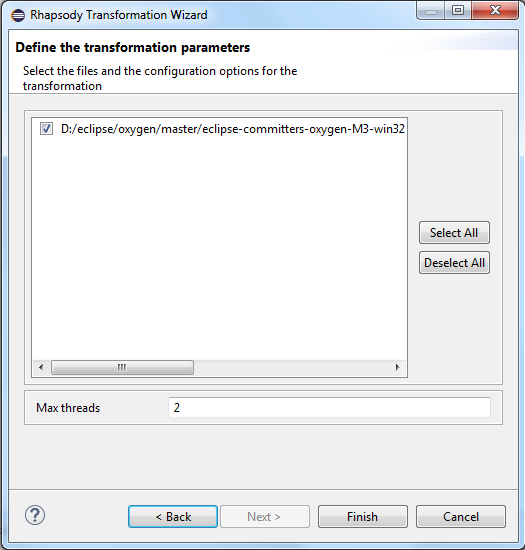 Rhapsody Transformation Wizard
Define the transformation parameters
Select the files and the configuration options for the
transformation
D:/eclipse/oxygen/master/eclipse-committers-oxygen-M3-win32
Select All
Deselect All
Max threads
2
< Back
Next >
Finish
Cancel